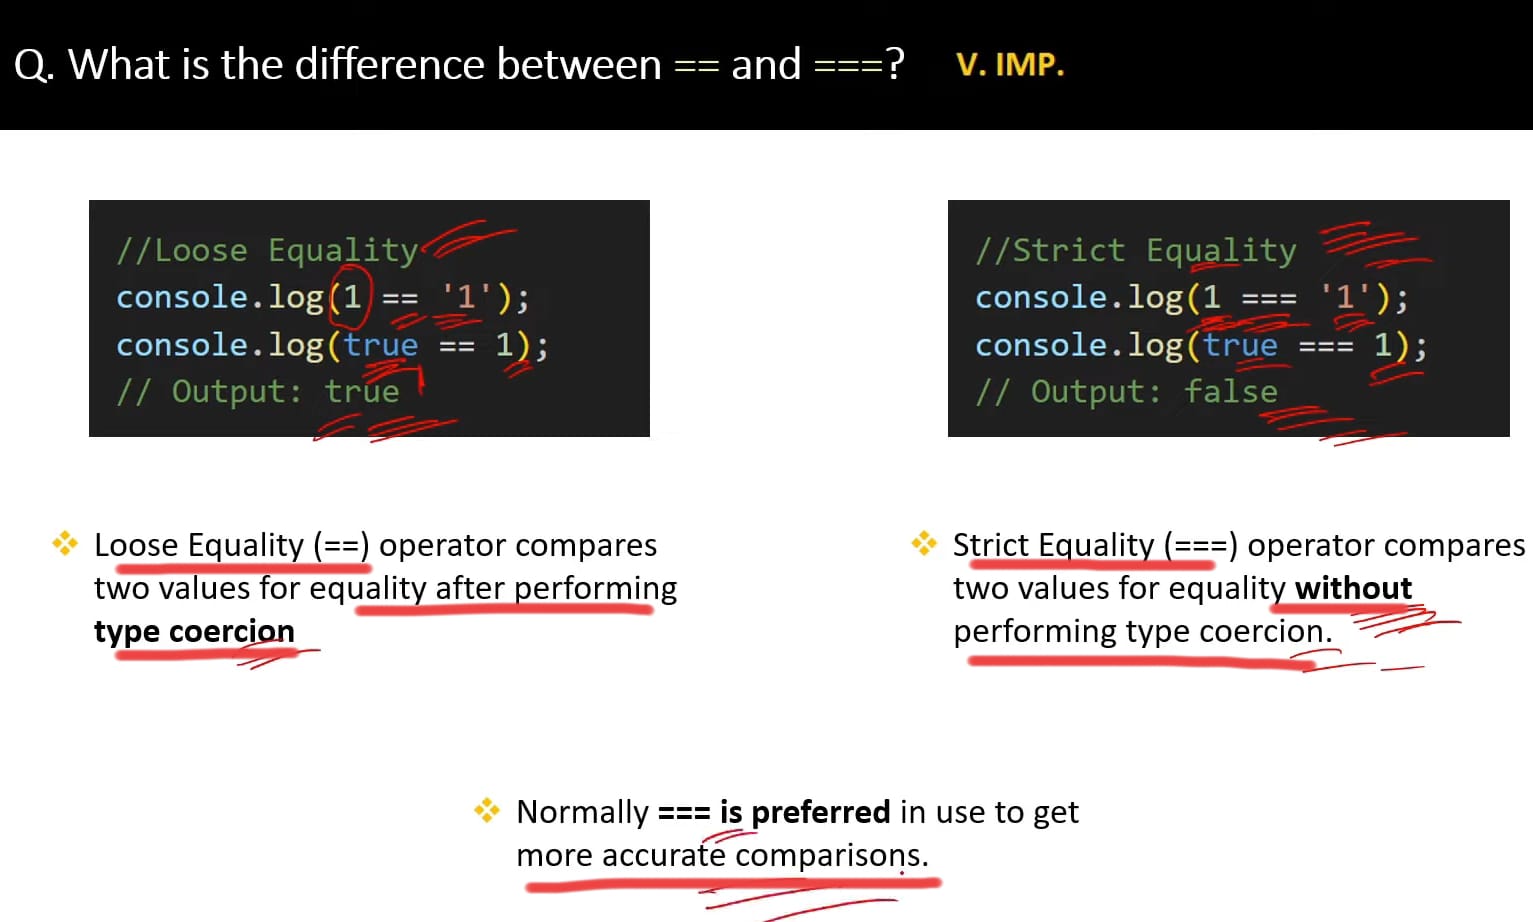 Q. What is the difference between == and ===? V. IMP.
//Loose Equality
console.log(1 == '1');
console.log(true == 1);
// Output: true
//Strict Equality
console.log(1 === '1');
console.log(true === 1);
// Output: false
Loose Equality (==) operator compares
two values for equality after performing
type coercion
Strict Equality (===) operator compares
two values for equality without
performing type coercion.
Normally === is preferred in use to get
more accurate comparisons.